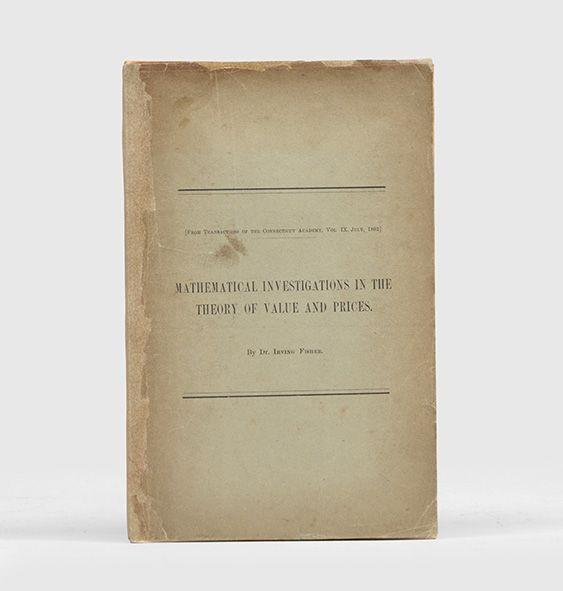 [From Transactions of the Connecticut Academy, Vol. IX, July, 1892]
MATHEMATICAL INVESTIGATIONS IN THE
THEORY OF VALUE AND PRICES.
By Dr. Irving Fisher.